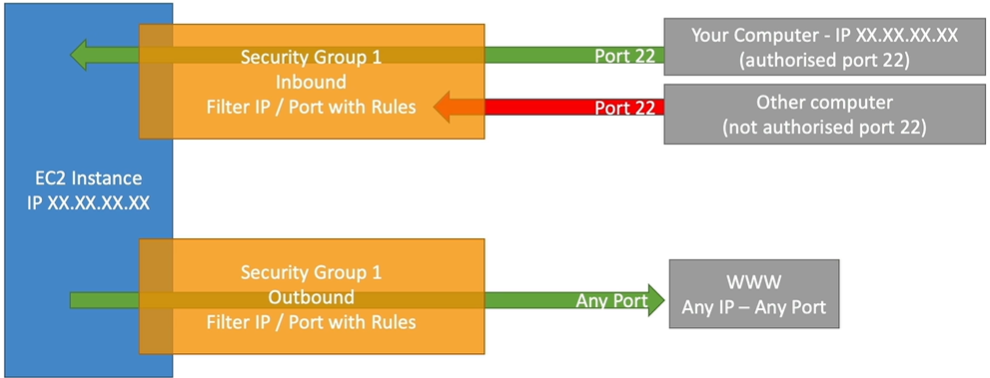 Security Group 1
Inbound
Filter IP / Port with Rules
Port 22
Your Computer - IP XX.XX.XX.XX
(authorised port 22)
Port 22
Other computer
(not authorised port 22)
EC2 Instance
IP XX.XX.XX.XX
Security Group 1
Outbound
Filter IP / Port with Rules
Any Port
WWW
Any IP – Any Port